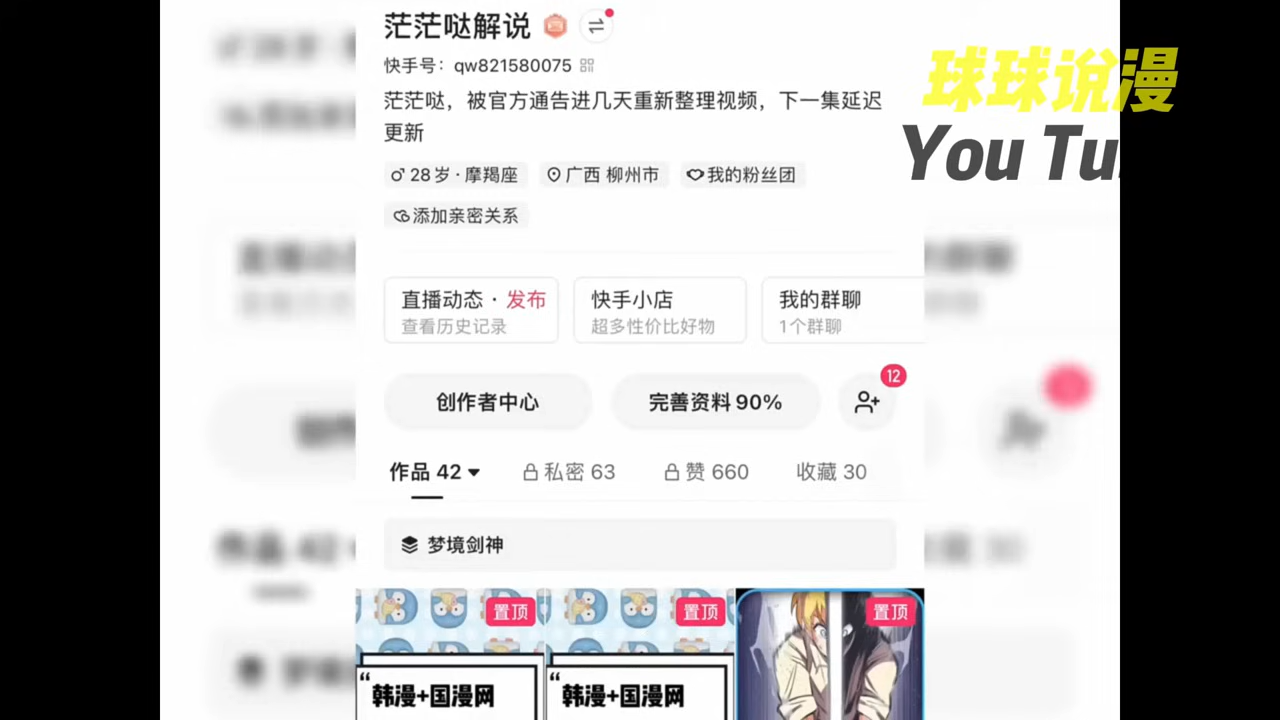 茫茫哒解说
快手号：qw821580075
茫茫哒，被官方通告进几天重新整理视频，下一集延迟
更新
28岁·摩羯座
广西 柳州市
我的粉丝团
添加亲密关系
球球说漫
You Tu
直播动态·发布
查看历史记录
快手小店
超多性价比好物
我的群聊
1个群聊
创作者中心
完善资料 90%
12
作品 42
私密 63
赞 660
收藏 30
梦境剑神
置顶
置顶
置顶
“韩漫+国漫网
“韩漫+国漫网